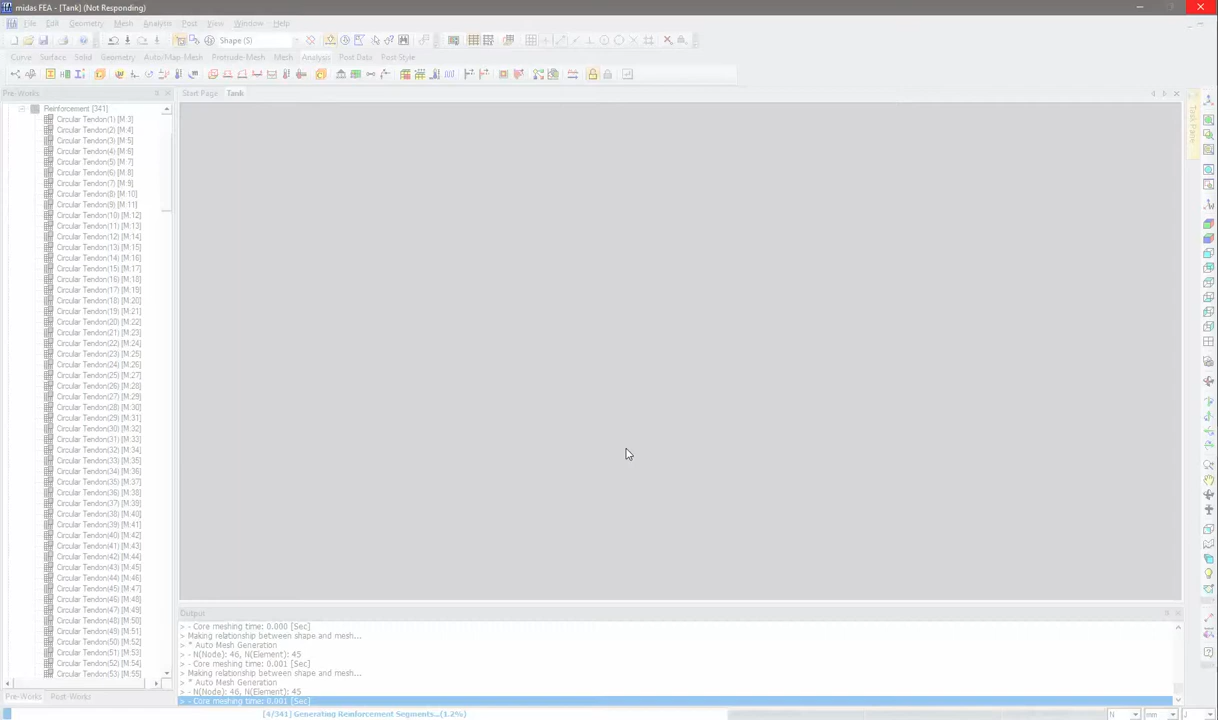 midas FEA - [Tank] (Not Responding)
File Edit Geometry Mesh Analysis Post View Window Help
Shape (S)
Curve Surface Solid Geometry Auto/Map-Mesh Protrude-Mesh Mesh Analysis Post Data Post Style
Pre-Works
Start Page Tank
Task Pane
Reinforcement [341]
Circular Tendon(1) [M:3]
Circular Tendon(2) [M:4]
Circular Tendon(3) [M:5]
Circular Tendon(4) [M:6]
Circular Tendon(5) [M:7]
Circular Tendon(6) [M:8]
Circular Tendon(7) [M:9]
Circular Tendon(8) [M:10]
Circular Tendon(9) [M:11]
Circular Tendon(10) [M:12]
Circular Tendon(11) [M:13]
Circular Tendon(12) [M:14]
Circular Tendon(13) [M:15]
Circular Tendon(14) [M:16]
Circular Tendon(15) [M:17]
Circular Tendon(16) [M:18]
Circular Tendon(17) [M:19]
Circular Tendon(18) [M:20]
Circular Tendon(19) [M:21]
Circular Tendon(20) [M:22]
Circular Tendon(21) [M:23]
Circular Tendon(22) [M:24]
Circular Tendon(23) [M:25]
Circular Tendon(24) [M:26]
Circular Tendon(25) [M:27]
Circular Tendon(26) [M:28]
Circular Tendon(27) [M:29]
Circular Tendon(28) [M:30]
Circular Tendon(29) [M:31]
Circular Tendon(30) [M:32]
Circular Tendon(31) [M:33]
Circular Tendon(32) [M:34]
Circular Tendon(33) [M:35]
Circular Tendon(34) [M:36]
Circular Tendon(35) [M:37]
Circular Tendon(36) [M:38]
Circular Tendon(37) [M:39]
Circular Tendon(38) [M:40]
Circular Tendon(39) [M:41]
Circular Tendon(40) [M:42]
Circular Tendon(41) [M:43]
Circular Tendon(42) [M:44]
Circular Tendon(43) [M:45]
Circular Tendon(44) [M:46]
Circular Tendon(45) [M:47]
Circular Tendon(46) [M:48]
Circular Tendon(47) [M:49]
Circular Tendon(48) [M:50]
Circular Tendon(49) [M:51]
Circular Tendon(50) [M:52]
Circular Tendon(51) [M:53]
Circular Tendon(52) [M:54]
Circular Tendon(53) [M:55]
Pre-Works Post-Works
Output
> - Core meshing time: 0.000 [Sec]
> Making relationship between shape and mesh...
> * Auto Mesh Generation
> - N(Node): 46, N(Element): 45
> - Core meshing time: 0.001 [Sec]
> Making relationship between shape and mesh...
> * Auto Mesh Generation
> - N(Node): 46, N(Element): 45
> - Core meshing time: 0.001 [Sec]
[4/341] Generating Reinforcement Segments...(1.2%)
N mm J